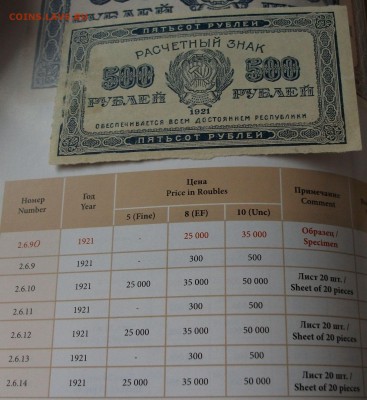 COINS.LAVE.RU
ПЯТЬСОТ РУБЛЕЙ
РАСЧЕТНЫЙ ЗНАК
500 500
РУБЛЕЙ РУБЛЕЙ
1921
ОБЕСПЕЧИВАЕТСЯ ВСЕМ ДОСТОЯНИЕМ РЕСПУБЛИКИ
ПЯТЬСОТ РУБЛЕЙ
Номер Number Год Year Цена Price in Roubles Примечание Comment
5 (Fine) 8 (EF) 10 (Unc)
2.6.9О 1921 - 25 000 35 000 Образец / Specimen
2.6.9 1921 - 300 500
2.6.10 1921 25 000 35 000 50 000 Лист 20 шт. / Sheet of 20 pieces
2.6.11 1921 - 300 500
2.6.12 1921 25 000 35 000 50 000 Лист 20 шт. / Sheet of 20 pieces
2.6.13 1921 - 300 500
2.6.14 1921 25 000 35 000 50 000 Лист 20 шт. / Sheet of 20 pieces